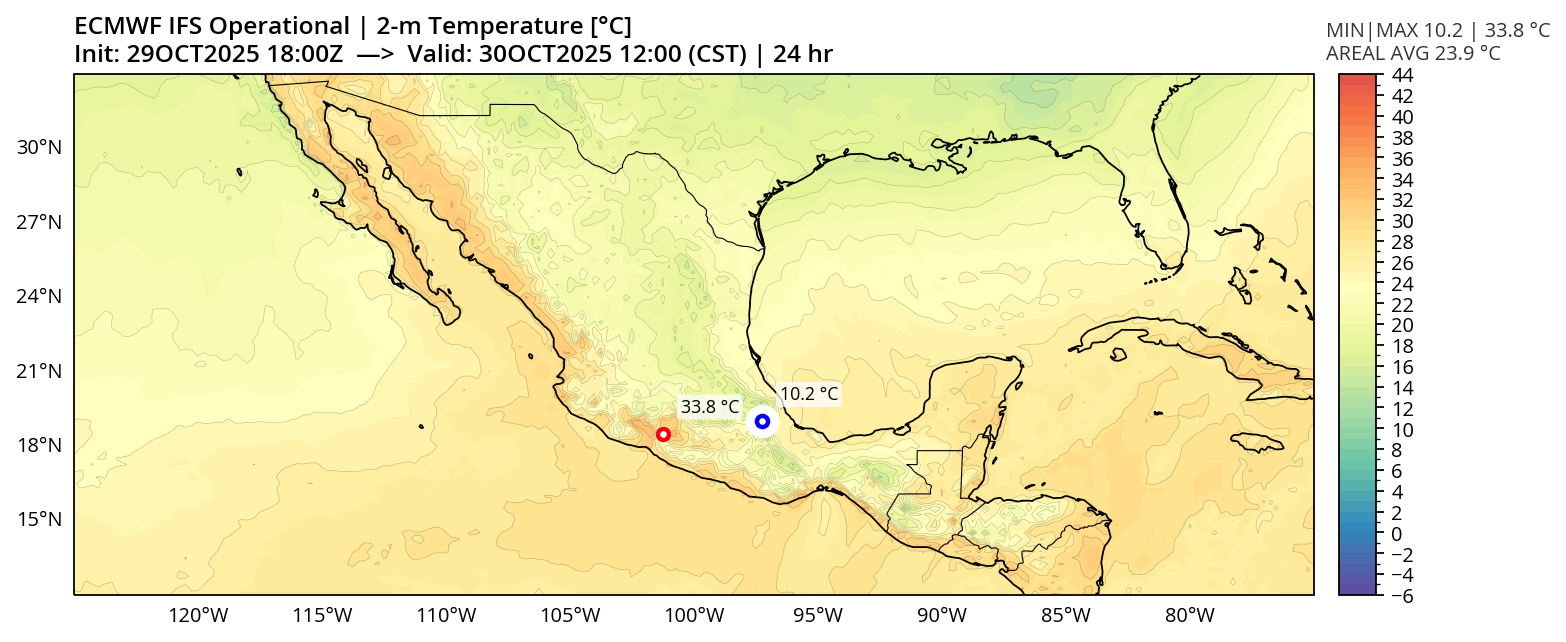 ECMWF IFS Operational | 2-m Temperature [°C]
Init: 29OCT2025 18:00Z —> Valid: 30OCT2025 12:00 (CST) | 24 hr
MIN|MAX 10.2 | 33.8 °C
AREAL AVG 23.9 °C
30°N
27°N
24°N
21°N
18°N
15°N
33.8 °C
10.2 °C
120°W
115°W
110°W
105°W
100°W
95°W
90°W
85°W
80°W
44
42
40
38
36
34
32
30
28
26
24
22
20
18
16
14
12
10
8
6
4
2
0
−2
−4
−6